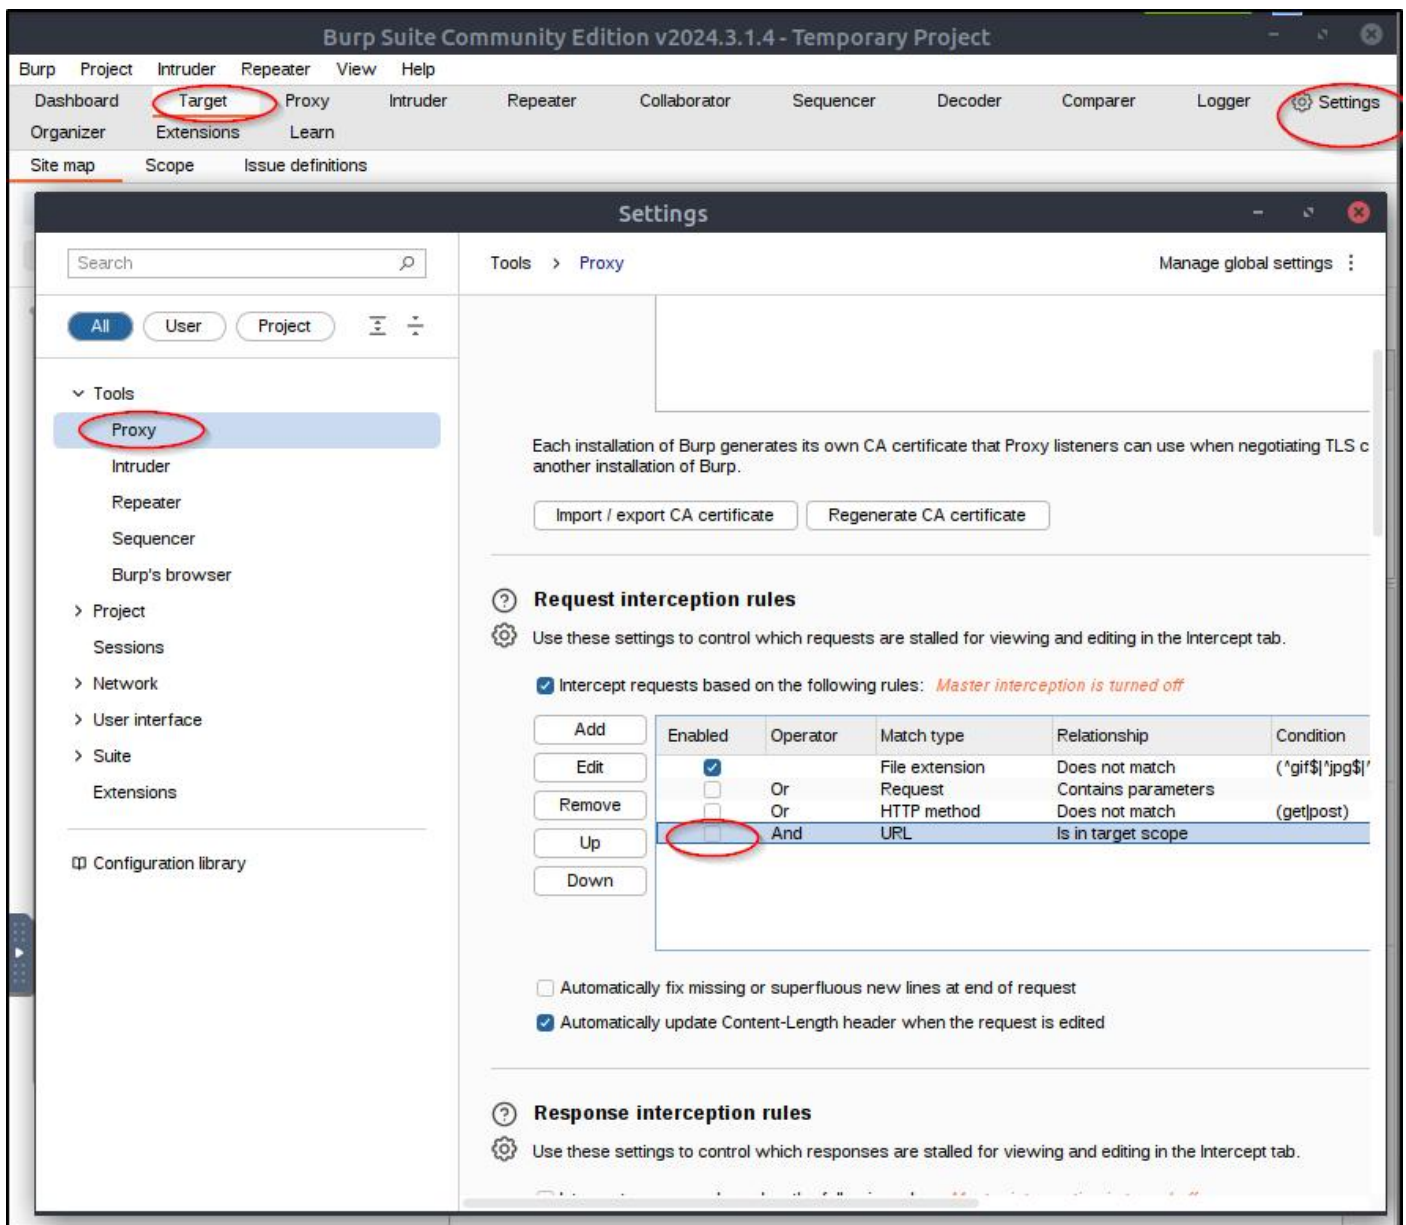 Burp Suite Community Edition v2024.3.1.4 - Temporary Project
Burp Project Intruder Repeater View Help
Dashboard Target Proxy Intruder Repeater Collaborator Sequencer Decoder Comparer Logger Settings
Organizer Extensions Learn
Site map Scope Issue definitions
Settings
Search
Tools > Proxy
Manage global settings
All User Project
Tools
Proxy
Intruder
Repeater
Sequencer
Burp's browser
Project
Sessions
Network
User interface
Suite
Extensions
Configuration library
Each installation of Burp generates its own CA certificate that Proxy listeners can use when negotiating TLS c
another installation of Burp.
Import / export CA certificate Regenerate CA certificate
Request interception rules
Use these settings to control which requests are stalled for viewing and editing in the Intercept tab.
Intercept requests based on the following rules: Master interception is turned off
Add
Edit
Remove
Up
Down
Enabled Operator Match type Relationship Condition
File extension Does not match (^gif$|^jpg$|^
Or Request Contains parameters
Or HTTP method Does not match (get|post)
And URL Is in target scope
Automatically fix missing or superfluous new lines at end of request
Automatically update Content-Length header when the request is edited
Response interception rules
Use these settings to control which responses are stalled for viewing and editing in the Intercept tab.